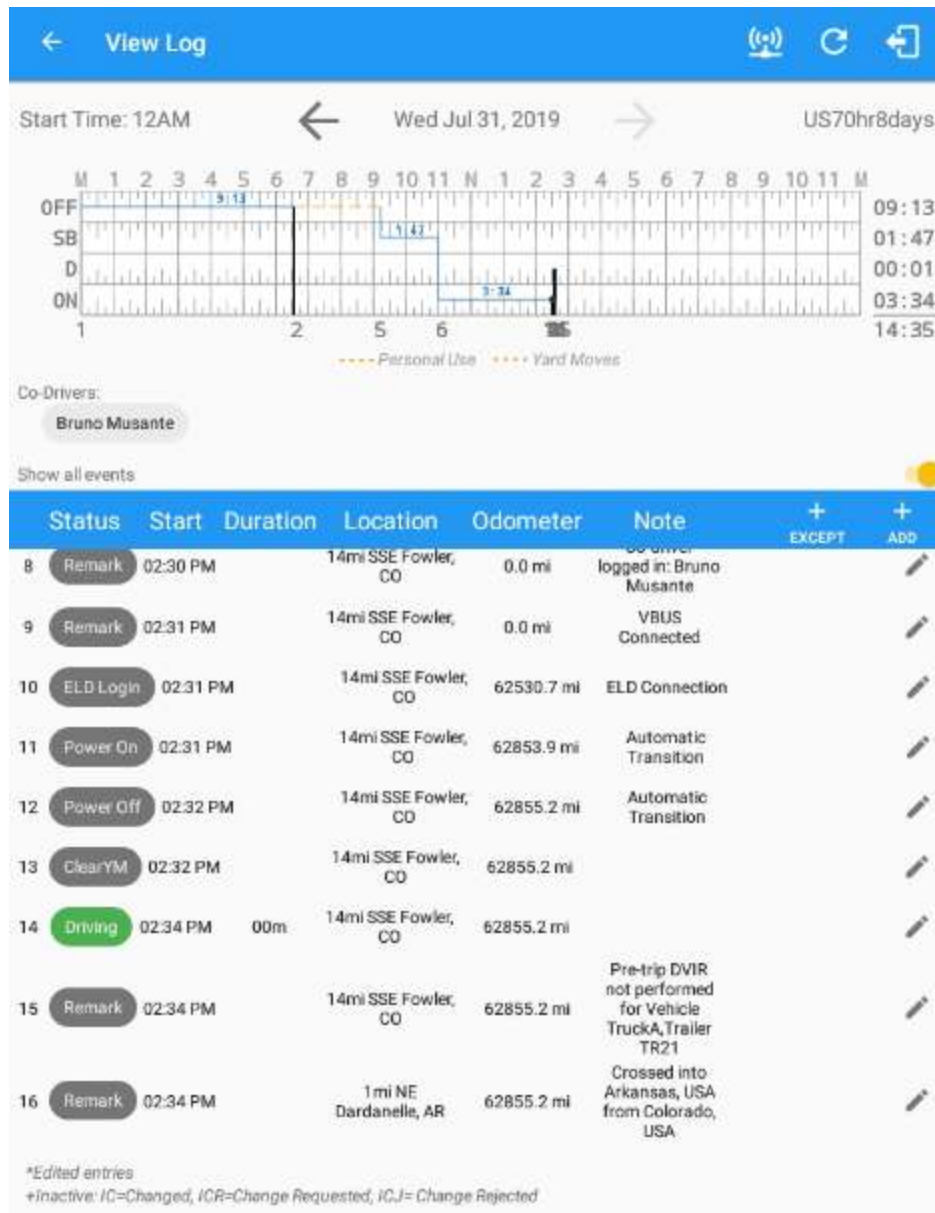 View Log
Start Time: 12AM
Wed Jul 31, 2019
US70hr8days
M 1 2 3 4 5 6 7 8 9 10 11 N 1 2 3 4 5 6 7 8 9 10 11 M
OFF 9:13 09:13
SB 1:47 01:47
D 00:01
ON 3:34 03:34
1 2 5 6 14:35
Personal Use Yard Moves
Co-Drivers:
Bruno Musante
Show all events
Status Start Duration Location Odometer Note + EXCEPT + ADD
8 Remark 02:30 PM 14mi SSE Fowler, CO 0.0 mi logged in: Bruno Musante
9 Remark 02:31 PM 14mi SSE Fowler, CO 0.0 mi VBUS Connected
10 ELD Login 02:31 PM 14mi SSE Fowler, CO 62530.7 mi ELD Connection
11 Power On 02:31 PM 14mi SSE Fowler, CO 62853.9 mi Automatic Transition
12 Power Off 02:32 PM 14mi SSE Fowler, CO 62855.2 mi Automatic Transition
13 ClearYM 02:32 PM 14mi SSE Fowler, CO 62855.2 mi
14 Driving 02:34 PM 00m 14mi SSE Fowler, CO 62855.2 mi
15 Remark 02:34 PM 14mi SSE Fowler, CO 62855.2 mi Pre-trip DVIR not performed for Vehicle TruckA,Trailer TR21
16 Remark 02:34 PM 1mi NE Dardanelle, AR 62855.2 mi Crossed into Arkansas, USA from Colorado, USA
*Edited entries
+Inactive: IC=Changed, ICR=Change Requested, ICJ= Change Rejected